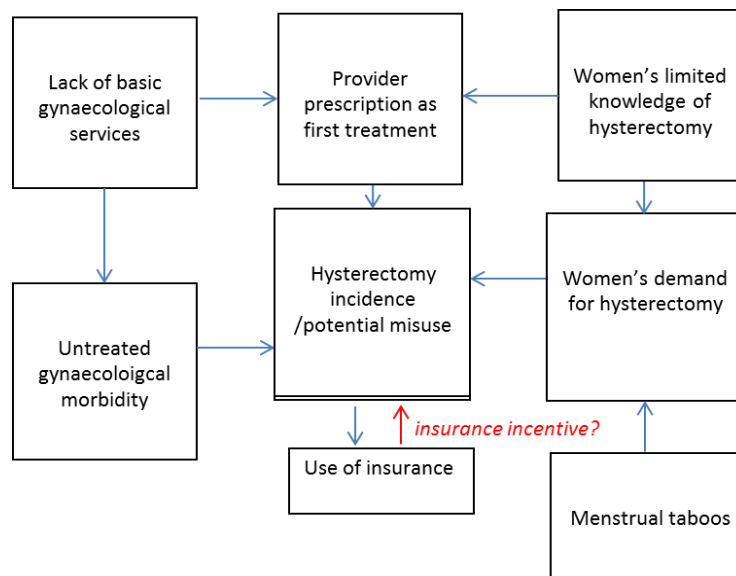 Lack of basic
gynaecological
services
Provider
prescription as
first treatment
Women's limited
knowledge of
hysterectomy
Untreated
gynaecoloigcal
morbidity
Hysterectomy
incidence
/potential misuse
Women's demand
for hysterectomy
insurance incentive?
Use of insurance
Menstrual taboos